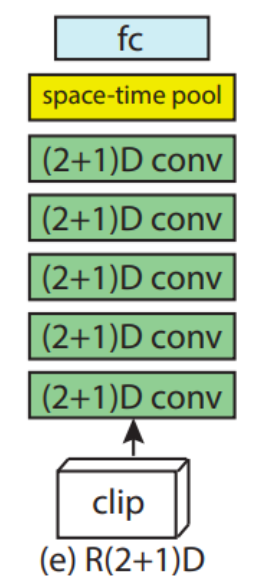 fc
space-time pool
(2+1)D conv
(2+1)D conv
(2+1)D conv
(2+1)D conv
(2+1)D conv
clip
(e) R(2+1)D